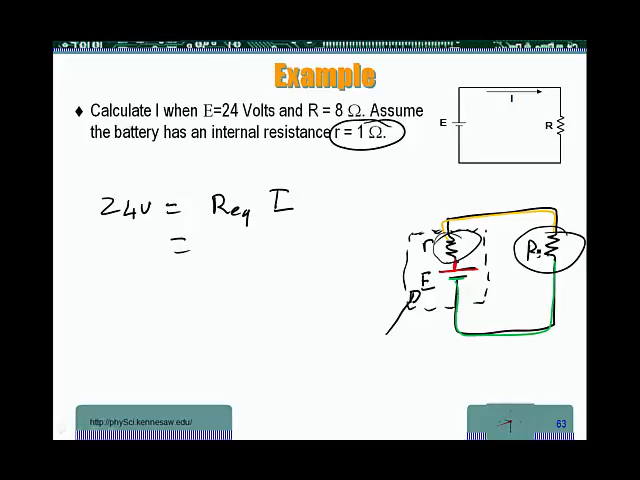 Example
♦ Calculate I when E=24 Volts and R = 8 Ω. Assume
the battery has an internal resistance r = 1 Ω.
I
E
R
24V = Req I
=
r
R
E
http://phySci.kennesaw.edu/
63